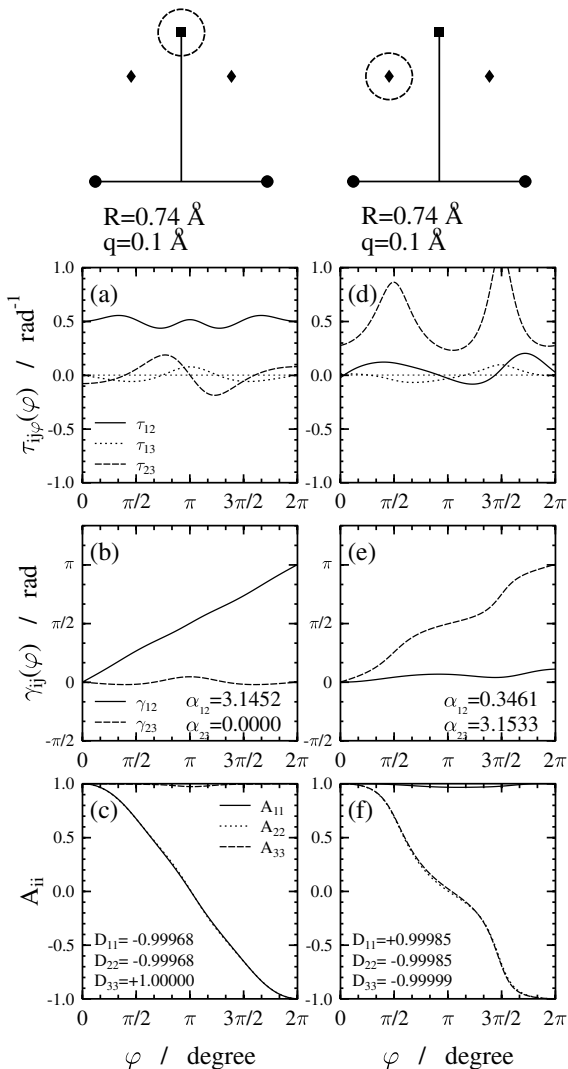 R=0.74 Å
q=0.1 Å
R=0.74 Å
q=0.1 Å
τijφ(φ) / rad-1
(a)
1.0
0.5
0.0
-0.5
-1.0
τ12
τ13
τ23
0 π/2 π 3π/2 2π
(d)
1.0
0.5
0.0
-0.5
-1.0
0 π/2 π 3π/2 2π
γij(φ) / rad
(b)
π
π/2
0
-π/2
γ12 α12=3.1452
γ23 α23=0.0000
0 π/2 π 3π/2 2π
(e)
π
π/2
0
-π/2
α12=0.3461
α23=3.1533
0 π/2 π 3π/2 2π
Aii
(c)
1.0
0.5
0.0
-0.5
-1.0
A11
A22
A33
D11= -0.99968
D22= -0.99968
D33=+1.00000
0 π/2 π 3π/2 2π
φ / degree
(f)
1.0
0.5
0.0
-0.5
-1.0
D11=+0.99985
D22= -0.99985
D33= -0.99999
0 π/2 π 3π/2 2π
φ / degree